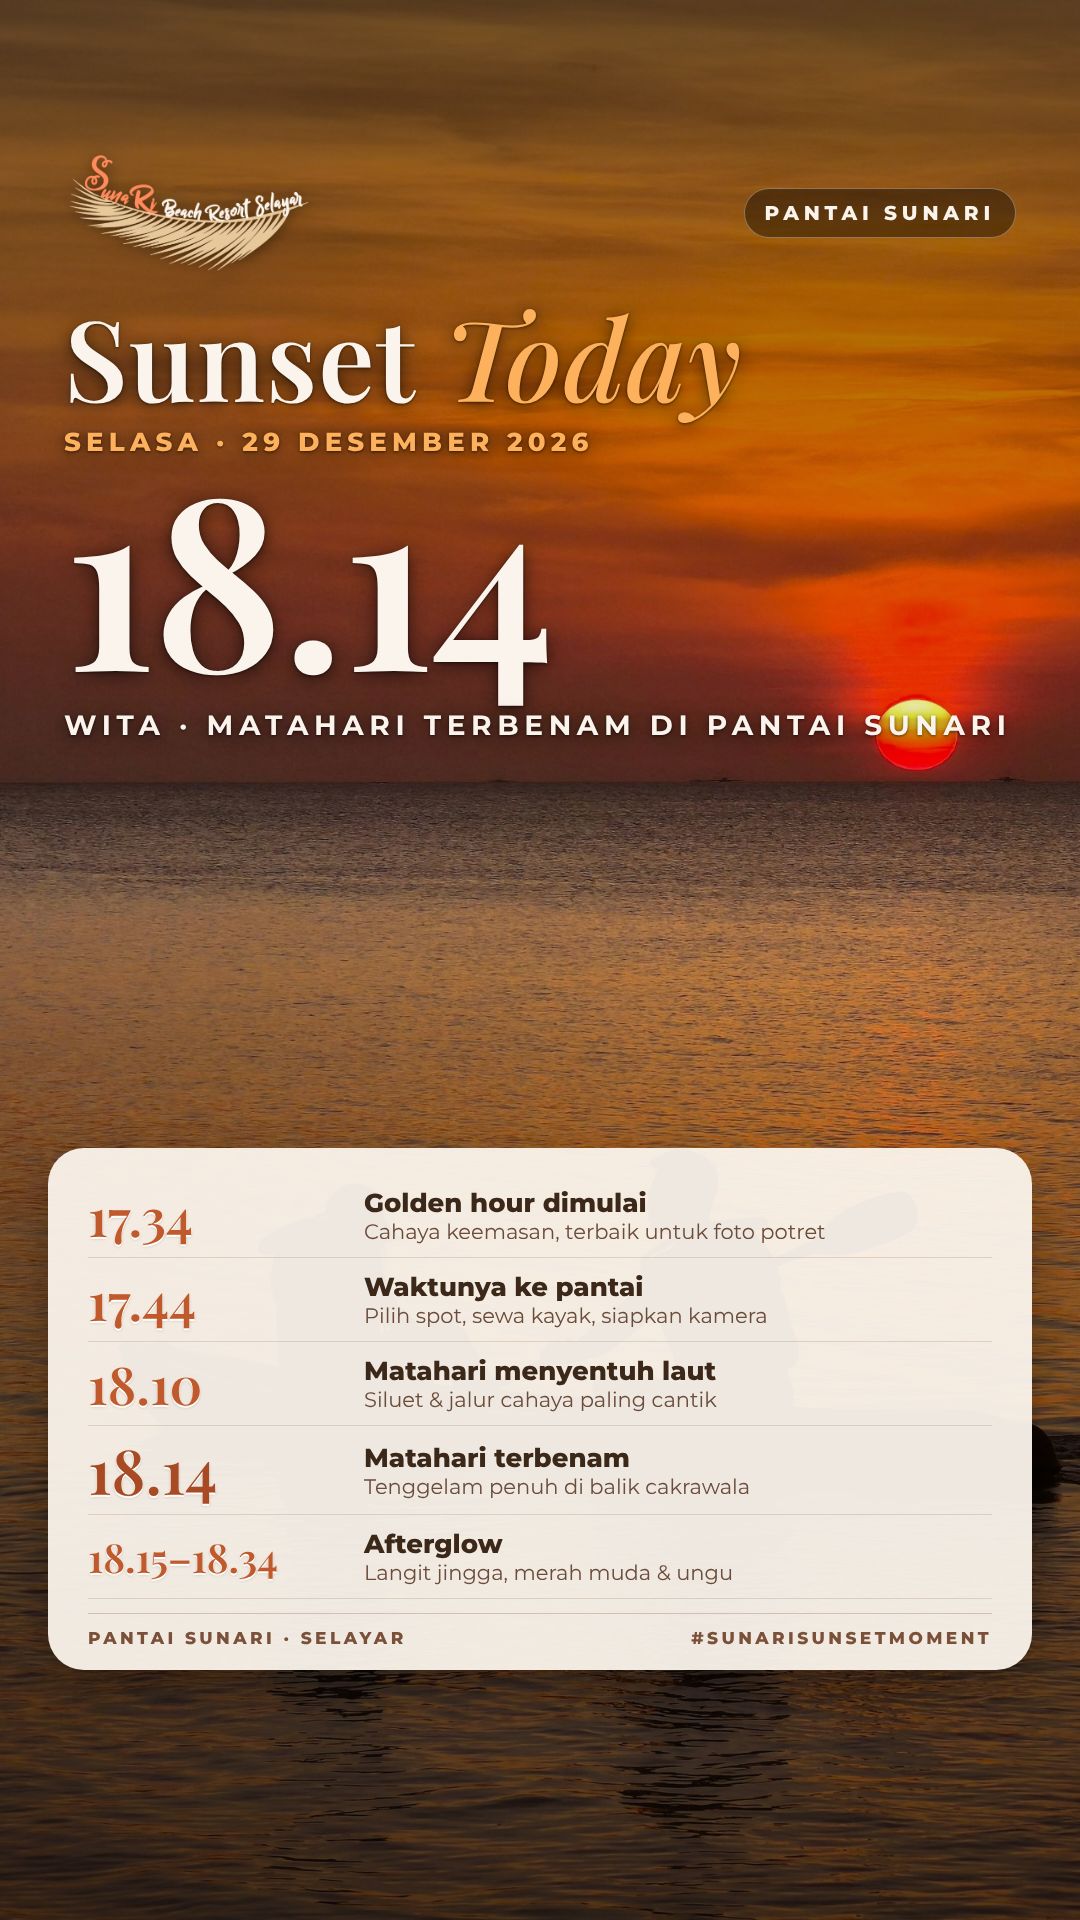 SunaRi Beach Resort Selayar
PANTAI SUNARI
Sunset Today
SELASA · 29 DESEMBER 2026
18.14
WITA · MATAHARI TERBENAM DI PANTAI SUNARI
17.34
Golden hour dimulai
Cahaya keemasan, terbaik untuk foto potret
17.44
Waktunya ke pantai
Pilih spot, sewa kayak, siapkan kamera
18.10
Matahari menyentuh laut
Siluet & jalur cahaya paling cantik
18.14
Matahari terbenam
Tenggelam penuh di balik cakrawala
18.15–18.34
Afterglow
Langit jingga, merah muda & ungu
PANTAI SUNARI · SELAYAR
#SUNARISUNSETMOMENT